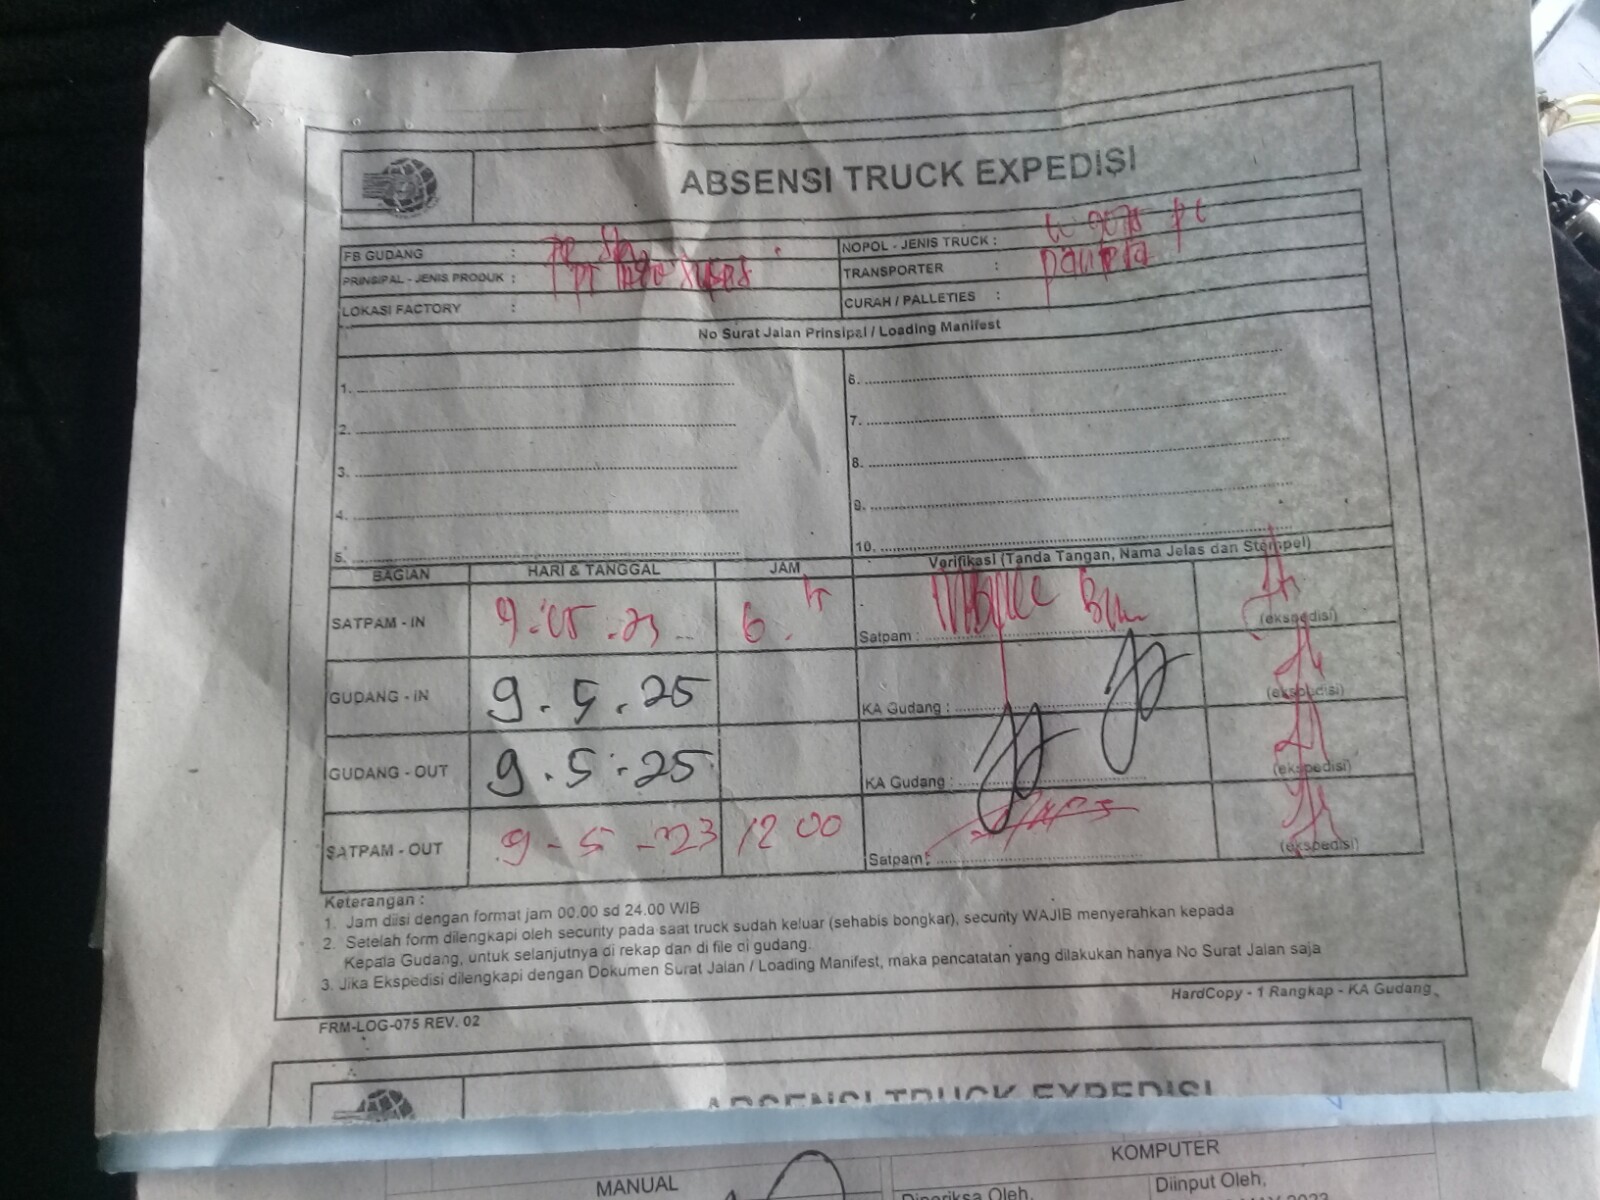 ABSENSI TRUCK EXPEDISI
FB GUDANG :
NOPOL - JENIS TRUCK :
PRINSIPAL - JENIS PRODUK : PT
TRANSPORTER :
LOKASI FACTORY :
CURAH / PALLETIES :
No Surat Jalan Prinsipal / Loading Manifest
1.
2.
3.
4.
5.
6.
7.
8.
9.
10.
BAGIAN HARI & TANGGAL JAM Verifikasi (Tanda Tangan, Nama Jelas dan Stempel)
SATPAM - IN 6. Satpam : (ekspedisi)
GUDANG - IN 9.5.25 KA Gudang : (ekspedisi)
GUDANG - OUT 9.5.25 KA Gudang : (ekspedisi)
SATPAM - OUT 9-5-23 12 00 Satpam : (ekspedisi)
Keterangan :
1. Jam diisi dengan format jam 00.00 sd 24.00 WIB
2. Setelah form dilengkapi oleh security pada saat truck sudah keluar (sehabis bongkar), security WAJIB menyerahkan kepada
Kepala Gudang, untuk selanjutnya di rekap dan di file di gudang.
3. Jika Ekspedisi dilengkapi dengan Dokumen Surat Jalan / Loading Manifest, maka pencatatan yang dilakukan hanya No Surat Jalan saja
HardCopy - 1 Rangkap - KA Gudang
FRM-LOG-075 REV. 02
ABSENSI TRUCK EXPEDISI
MANUAL
KOMPUTER
Diperiksa Oleh,
Diinput Oleh,